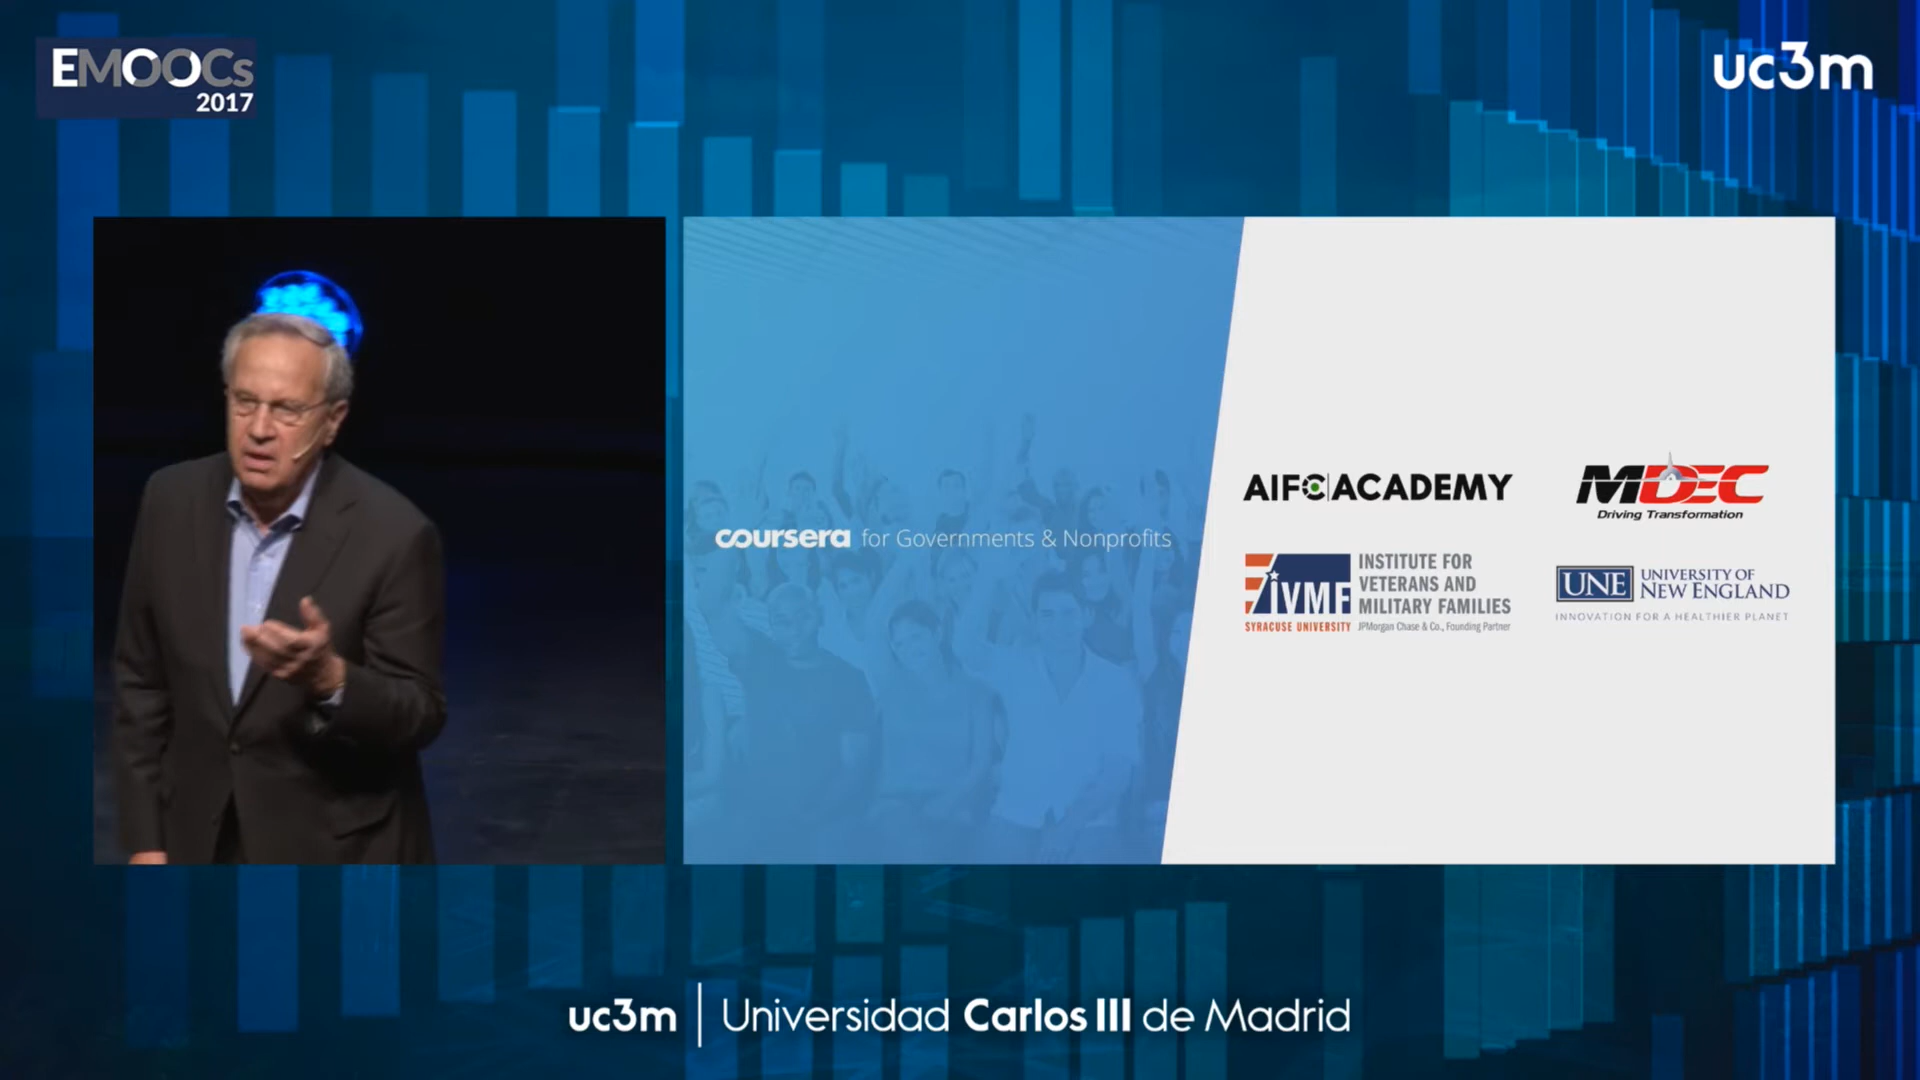 EMOOCs
2017
uc3m
coursera for Governments & Nonprofits
AIFC ACADEMY
MDEC
Driving Transformation
IVMF
SYRACUSE UNIVERSITY
INSTITUTE FOR
VETERANS AND
MILITARY FAMILIES
JPMorgan Chase & Co., Founding Partner
UNE
UNIVERSITY OF
NEW ENGLAND
INNOVATION FOR A HEALTHIER PLANET
uc3m | Universidad Carlos III de Madrid